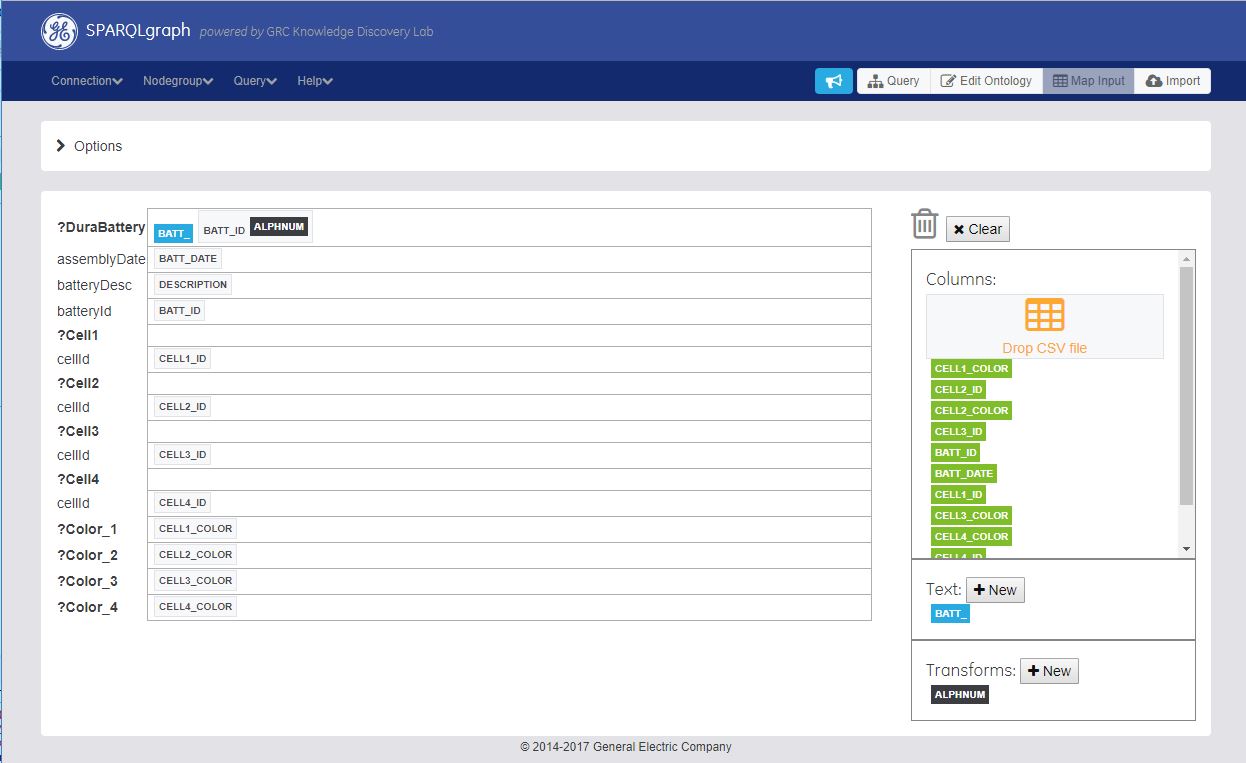 SPARQLgraph powered by GRC Knowledge Discovery Lab
Connection Nodegroup Query Help Query Edit Ontology Map Input Import
Options
?DuraBattery BATT_ BATT_ID ALPHNUM
Clear
assemblyDate BATT_DATE
batteryDesc DESCRIPTION
batteryId BATT_ID
?Cell1
cellId CELL1_ID
?Cell2
cellId CELL2_ID
?Cell3
cellId CELL3_ID
?Cell4
cellId CELL4_ID
?Color_1 CELL1_COLOR
?Color_2 CELL2_COLOR
?Color_3 CELL3_COLOR
?Color_4 CELL4_COLOR
Columns:
Drop CSV file
CELL1_COLOR
CELL2_ID
CELL2_COLOR
CELL3_ID
BATT_ID
BATT_DATE
CELL1_ID
CELL3_COLOR
CELL4_COLOR
CELL4_ID
Text: New
BATT_
Transforms: New
ALPHNUM
© 2014-2017 General Electric Company